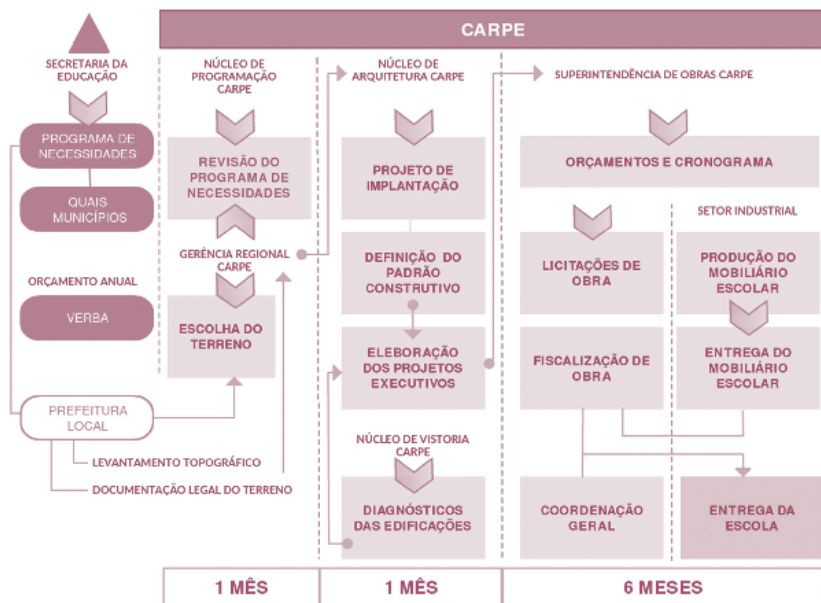 CARPE
SECRETARIA DA
EDUCAÇÃO
PROGRAMA DE
NECESSIDADES
QUAIS
MUNICÍPIOS
ORÇAMENTO ANUAL
VERBA
PREFEITURA
LOCAL
LEVANTAMENTO TOPOGRÁFICO
DOCUMENTAÇÃO LEGAL DO TERRENO
NÚCLEO DE
PROGRAMAÇÃO
CARPE
REVISÃO DO
PROGRAMA DE
NECESSIDADES
GERÊNCIA REGIONAL
CARPE
ESCOLHA DO
TERRENO
NÚCLEO DE
ARQUITETURA CARPE
PROJETO DE
IMPLANTAÇÃO
DEFINIÇÃO DO
PADRÃO
CONSTRUTIVO
ELEBORAÇÃO
DOS PROJETOS
EXECUTIVOS
NÚCLEO DE VISTORIA
CARPE
DIAGNÓSTICOS
DAS EDIFICAÇÕES
SUPERINTENDÊNCIA DE OBRAS CARPE
ORÇAMENTOS E CRONOGRAMA
LICITAÇÕES DE
OBRA
FISCALIZAÇÃO DE
OBRA
COORDENAÇÃO
GERAL
SETOR INDUSTRIAL
PRODUÇÃO DO
MOBILIÁRIO
ESCOLAR
ENTREGA DO
MOBILIÁRIO
ESCOLAR
ENTREGA DA
ESCOLA
1 MÊS
1 MÊS
6 MESES